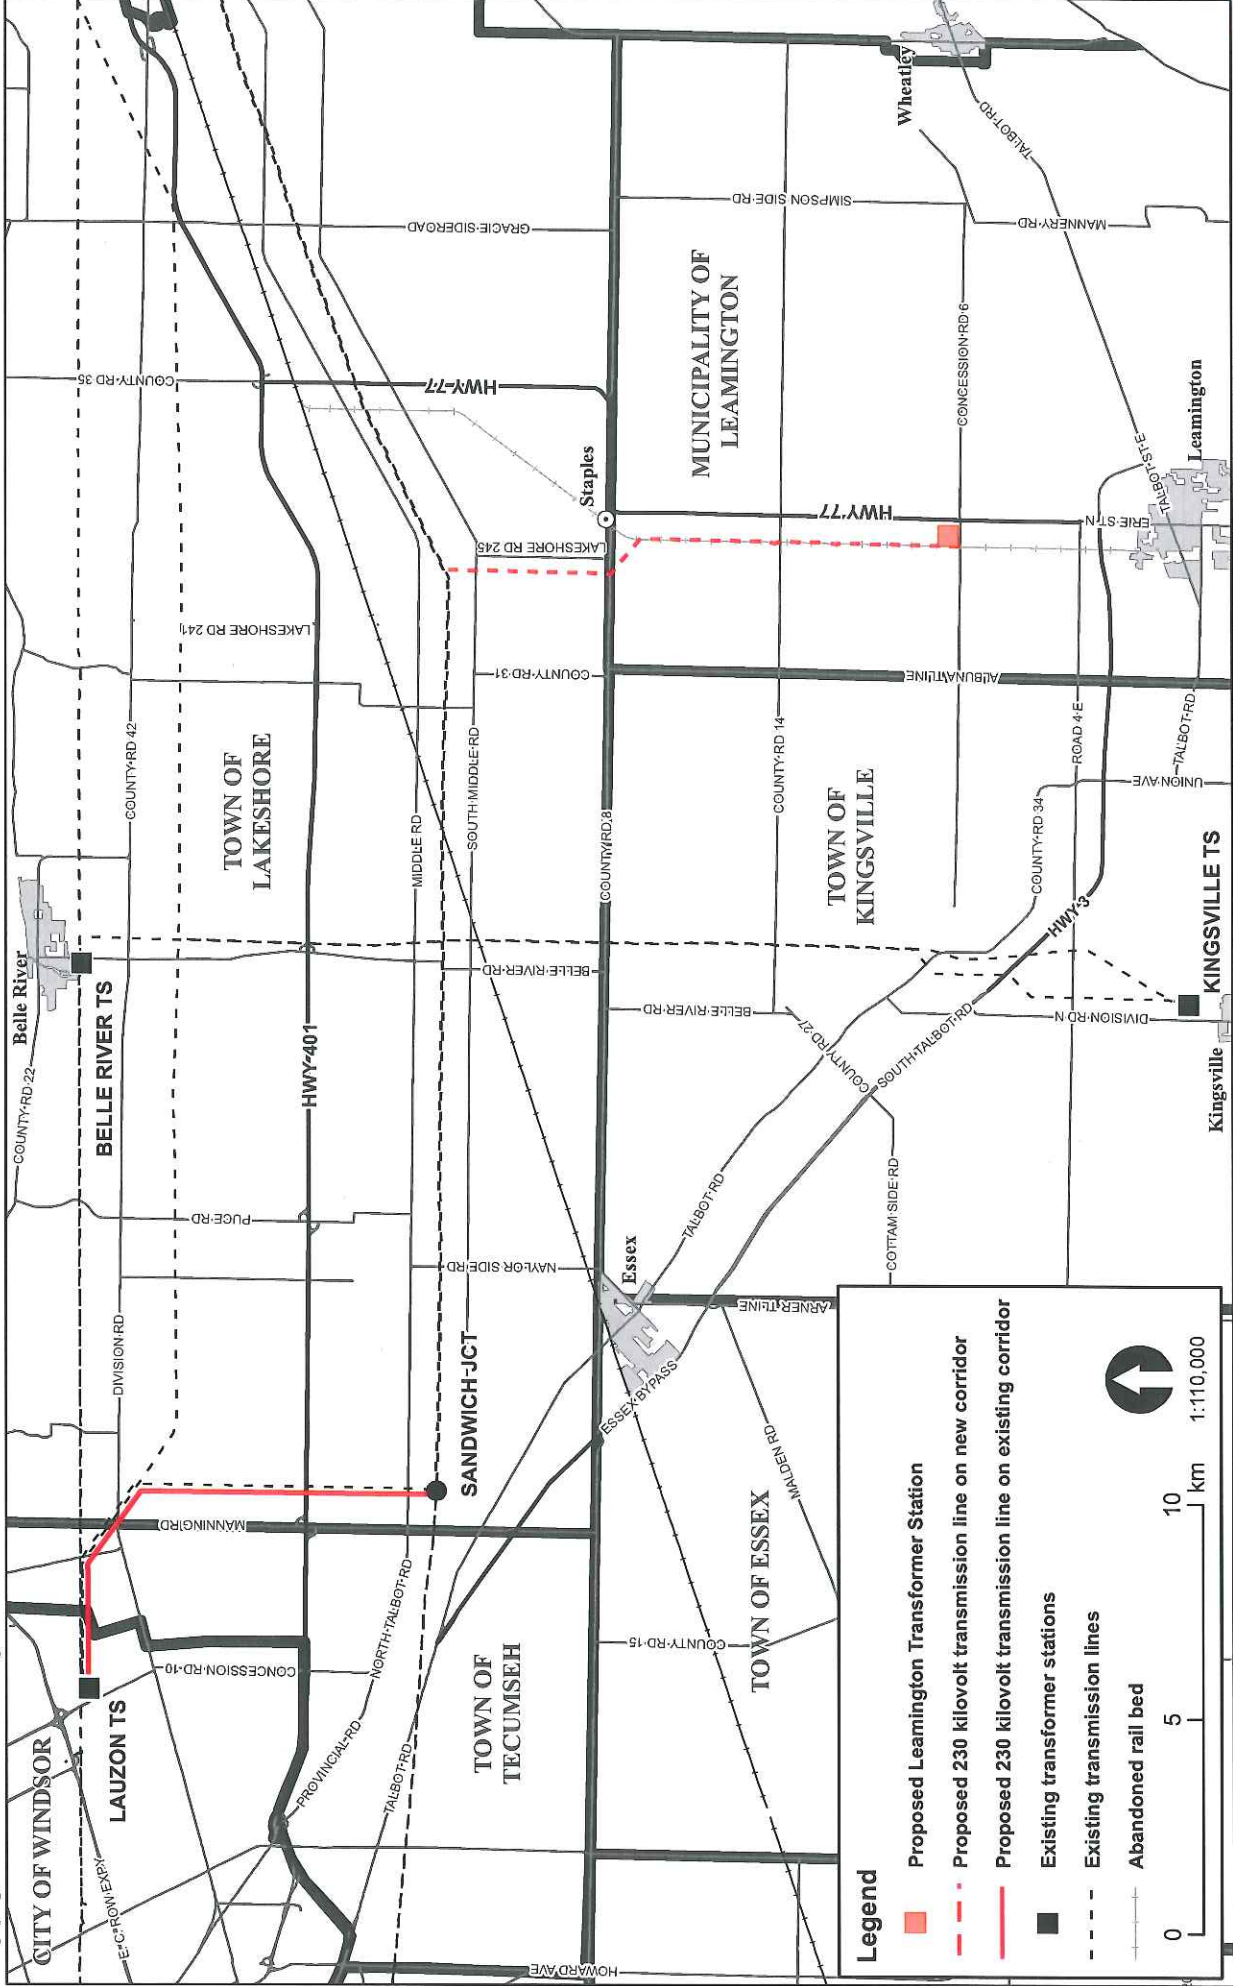 CITY OF WINDSOR
E.C. ROW EXPY
LAUZON TS
CONCESSION RD 10
PROVINCIAL RD
NORTH TALBOT RD
TALBOT RD
HOWARD AVE
TOWN OF
TECUMSEH
MANNING RD
DIVISION RD
SANDWICH JCT
COUNTY RD 22
Belle River
BELLE RIVER TS
PUCE RD
HWY 401
NAYLOR SIDE RD
BELLE RIVER RD
COUNTY RD 42
TOWN OF
LAKESHORE
MIDDLE RD
SOUTH MIDDLE RD
COUNTY RD 8
LAKESHORE RD 241
COUNTY RD 31
LAKESHORE RD 245
Staples
COUNTY RD 35
HWY 77
GRACIE SIDEROAD
TOWN OF ESSEX
COUNTY RD 15
MALDEN RD
ESSEX BYPASS
Essex
ARNER TLINE
TALBOT RD
COTTAM SIDE RD
COUNTY RD 27
SOUTH TALBOT RD
BELLE RIVER RD
DIVISION RD N
Kingsville
KINGSVILLE TS
HWY 3
COUNTY RD 34
TOWN OF
KINGSVILLE
COUNTY RD 14
ROAD 4 E
UNION AVE
TALBOT RD
ALBUNA TLINE
HWY 77
ERIE ST N
TALBOT ST E
Leamington
MUNICIPALITY OF
LEAMINGTON
CONCESSION RD 6
SIMPSON SIDE RD
MANNERY RD
TALBOT RD
Wheatley
Legend
Proposed Leamington Transformer Station
Proposed 230 kilovolt transmission line on new corridor
Proposed 230 kilovolt transmission line on existing corridor
Existing transformer stations
Existing transmission lines
Abandoned rail bed
0 5 10
km 1:110,000